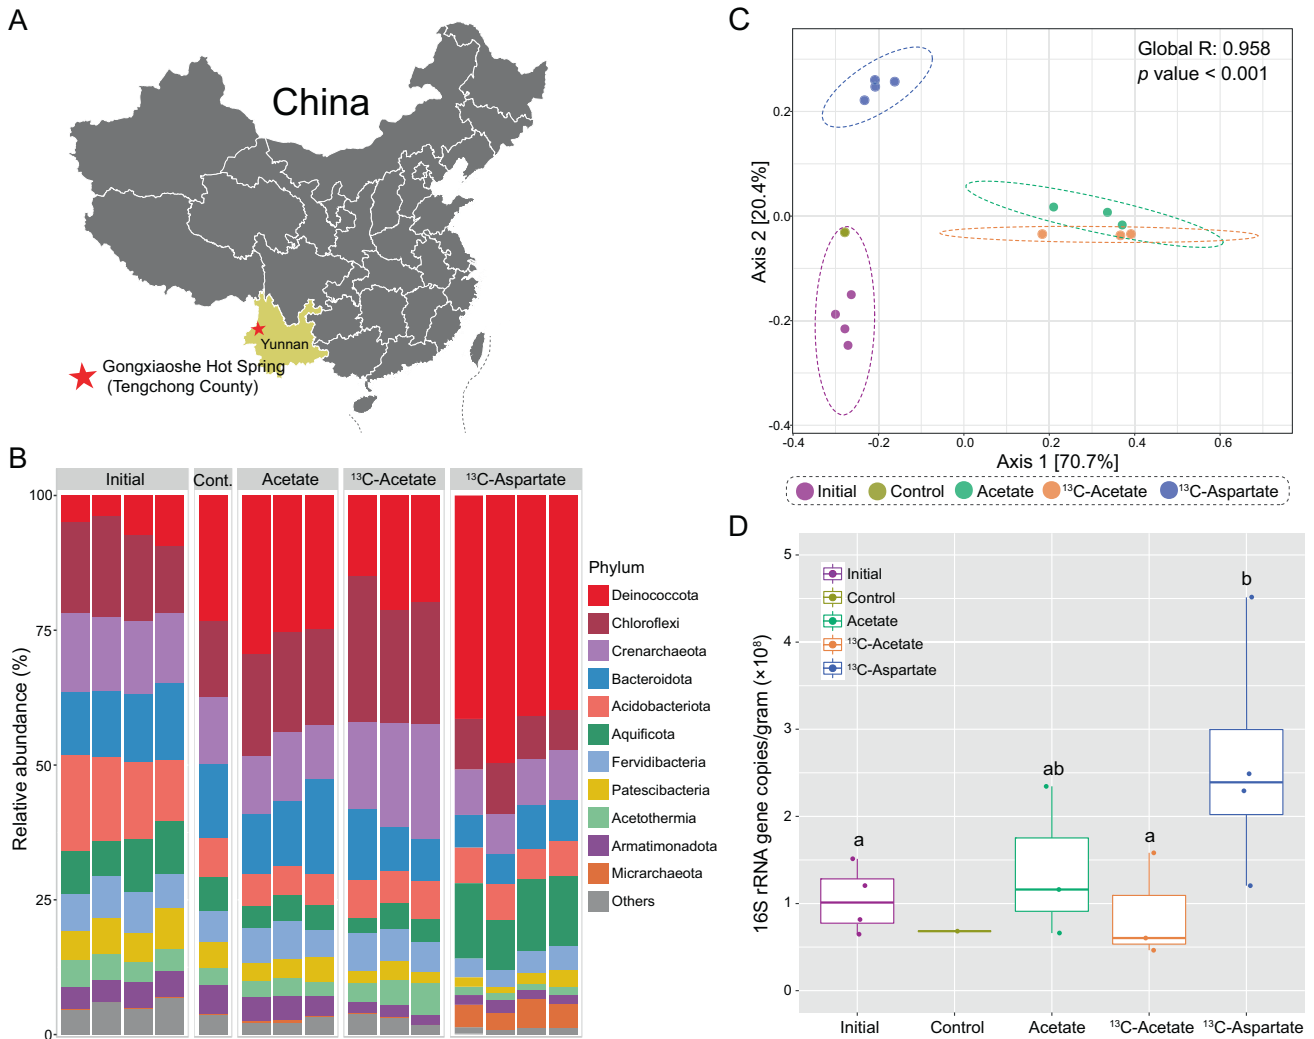 A
China
Yunnan
Gongxiaoshe Hot Spring
(Tengchong County)
B
Initial
Cont.
Acetate
¹³C-Acetate
¹³C-Aspartate
100
75
50
25
0
Relative abundance (%)
Phylum
Deinococcota
Chloroflexi
Crenarchaeota
Bacteroidota
Acidobacteriota
Aquificota
Fervidibacteria
Patescibacteria
Acetothermia
Armatimonadota
Micrarchaeota
Others
C
Global R: 0.958
p value < 0.001
0.2
0.0
-0.2
-0.4
Axis 2 [20.4%]
-0.4
-0.2
0.0
0.2
0.4
0.6
Axis 1 [70.7%]
Initial
Control
Acetate
¹³C-Acetate
¹³C-Aspartate
D
5
4
3
2
1
0
16S rRNA gene copies/gram (×10⁸)
Initial
Control
Acetate
¹³C-Acetate
¹³C-Aspartate
a
ab
a
b
Initial
Control
Acetate
¹³C-Acetate
¹³C-Aspartate